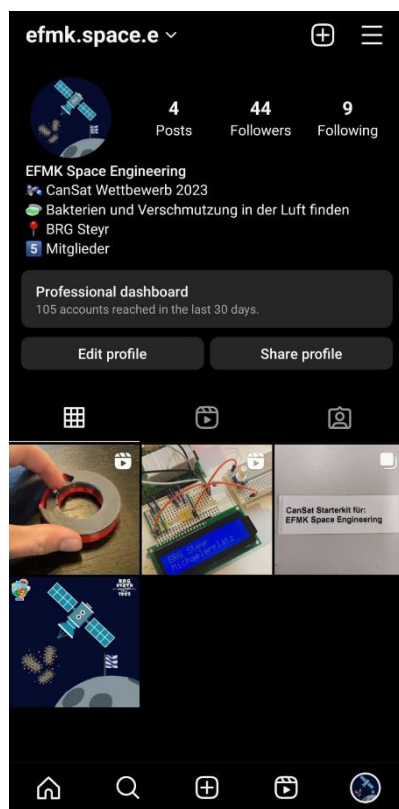 efmk.space.e
4
Posts
44
Followers
9
Following
EFMK Space Engineering
CanSat Wettbewerb 2023
Bakterien und Verschmutzung in der Luft finden
BRG Steyr
5 Mitglieder
Professional dashboard
105 accounts reached in the last 30 days.
Edit profile
Share profile
BRG Steyr
Michaelerplatz
CanSat Starterkit für:
EFMK Space Engineering
BRG
STEYR